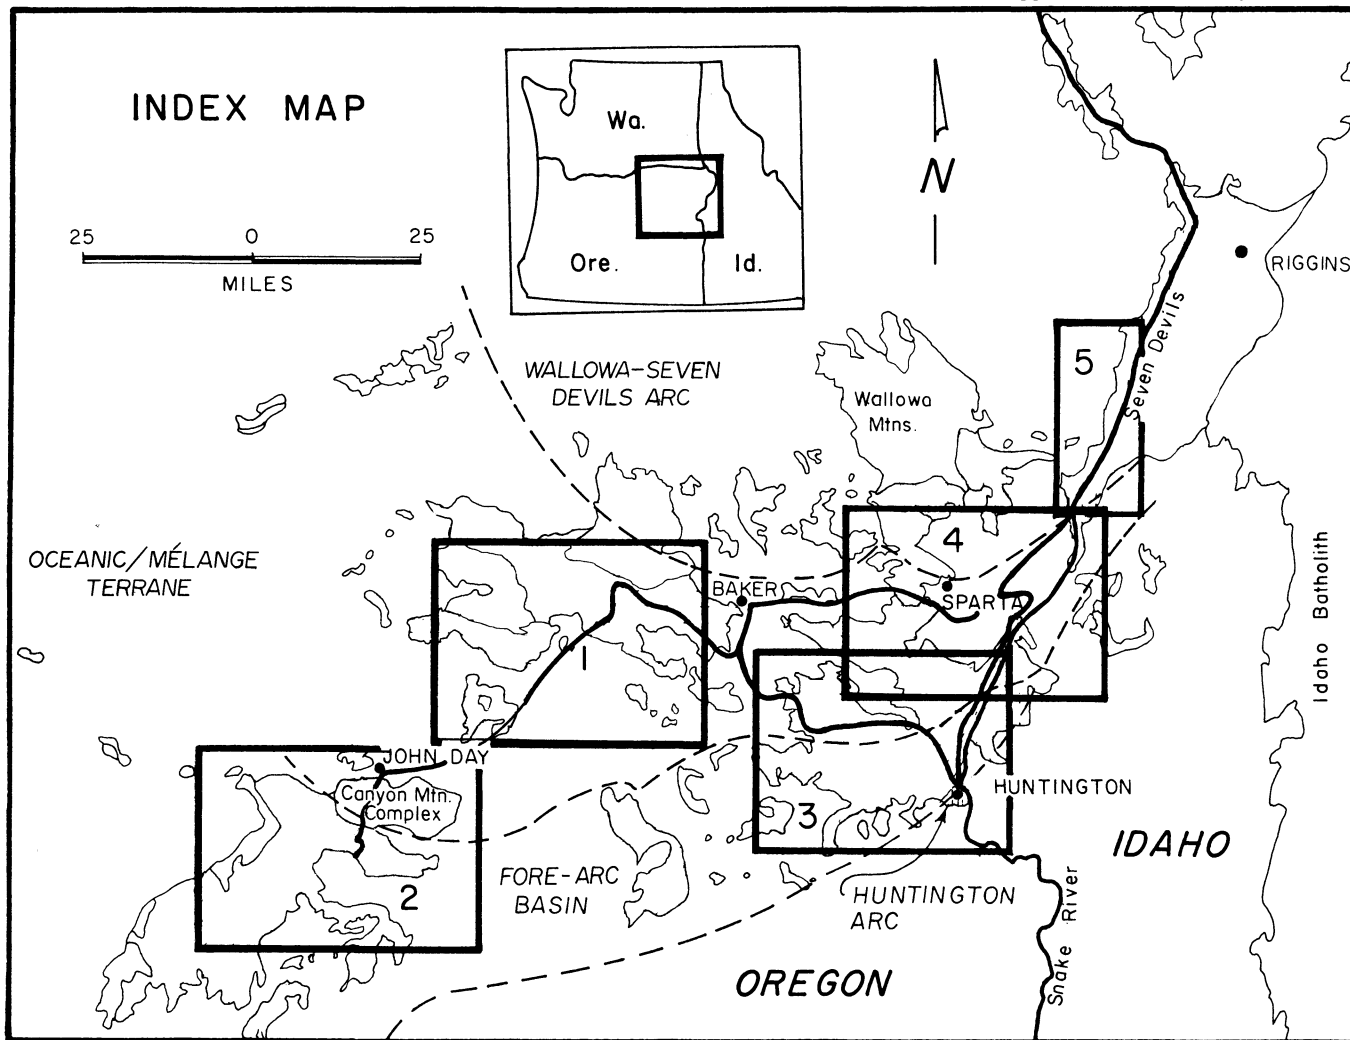 INDEX MAP
Wa.
Ore.
Id.
N
25 0 25
MILES
RIGGINS
Seven Devils
5
WALLOWA–SEVEN
DEVILS ARC
Wallowa
Mtns.
4
OCEANIC/MÉLANGE
TERRANE
BAKER
SPARTA
Idaho Batholith
1
JOHN DAY
Canyon Mtn.
Complex
HUNTINGTON
3
IDAHO
2
FORE-ARC
BASIN
HUNTINGTON
ARC
Snake River
OREGON